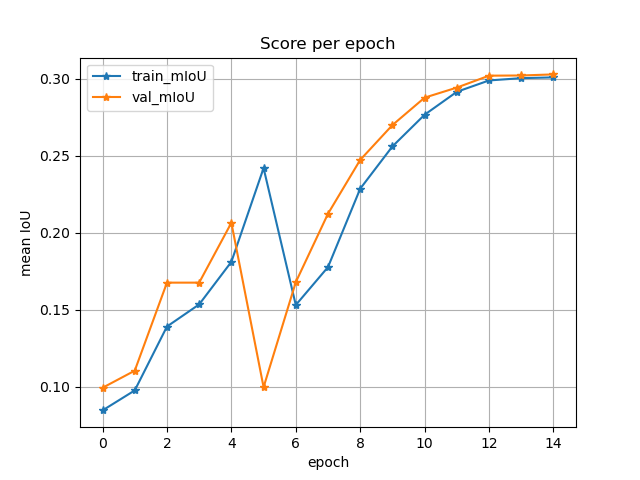 Score per epoch
train_mIoU
val_mIoU
mean IoU
0.30
0.25
0.20
0.15
0.10
0 2 4 6 8 10 12 14
epoch